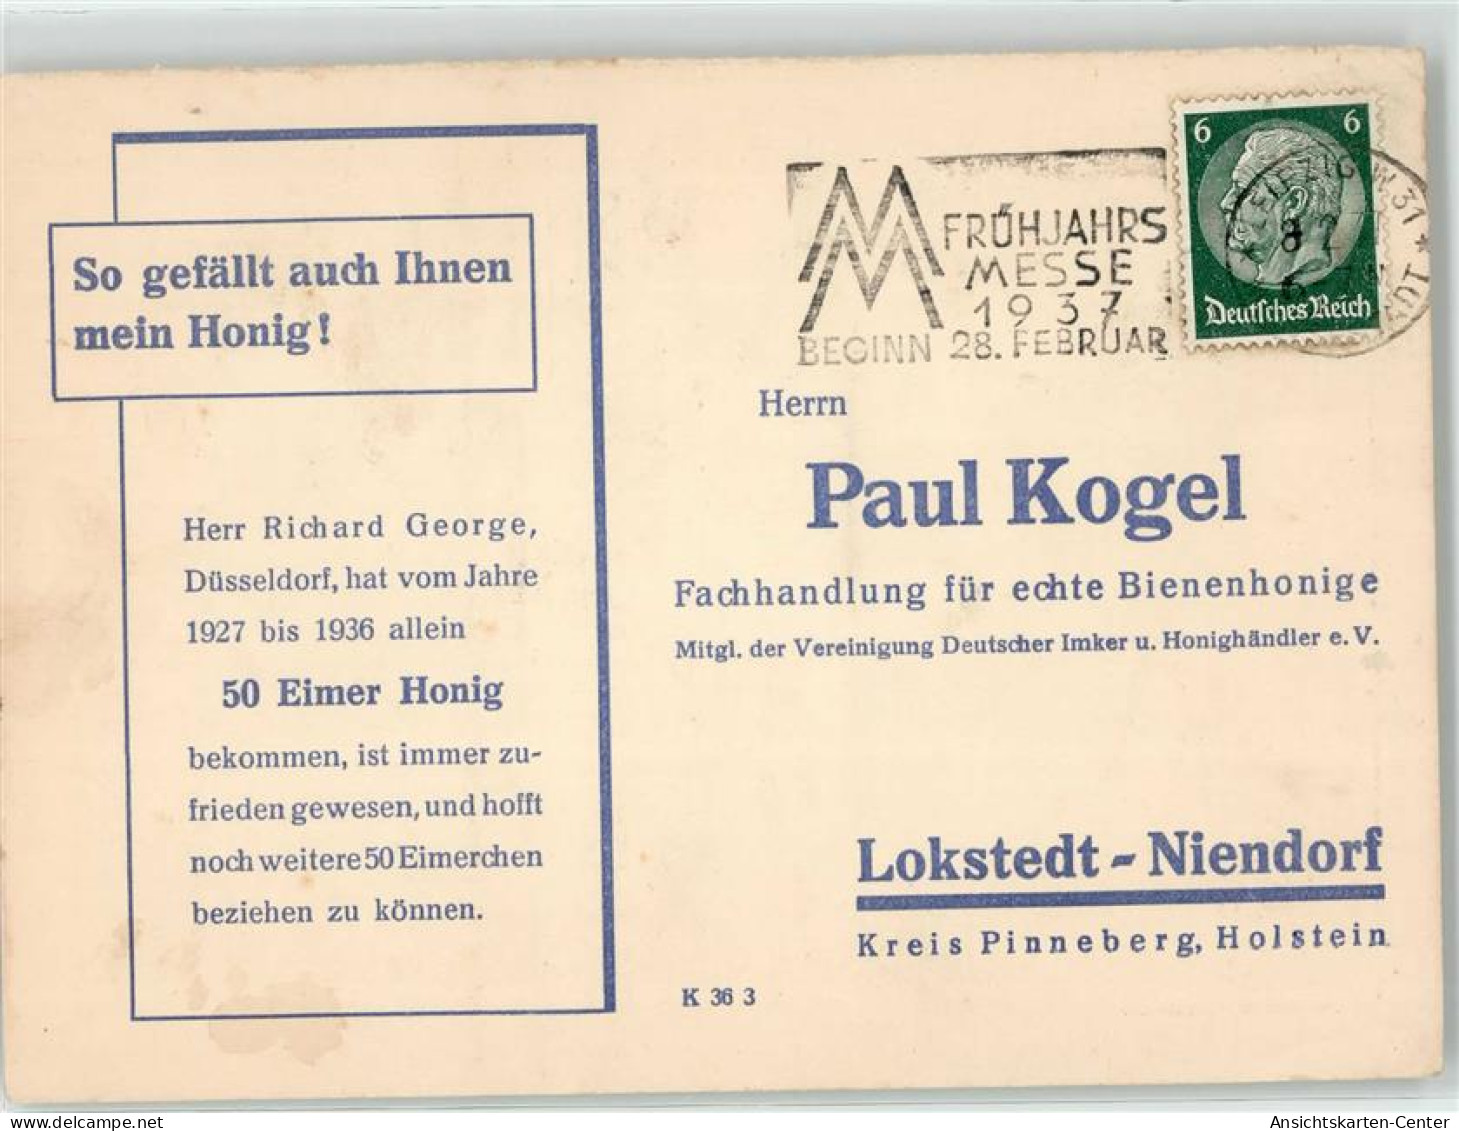 So gefällt auch Ihnen
mein Honig!
Herr Richard George,
Düsseldorf, hat vom Jahre
1927 bis 1936 allein
50 Eimer Honig
bekommen, ist immer zu-
frieden gewesen, und hofft
noch weitere 50 Eimerchen
beziehen zu können.
MM
FRÜHJAHRS
MESSE
1937
BEGINN 28. FEBRUAR
6 6
Deutsches Reich
LEIPZIG W 31 *
Herrn
Paul Kogel
Fachhandlung für echte Bienenhonige
Mitgl. der Vereinigung Deutscher Imker u. Honighändler e. V.
Lokstedt-Niendorf
Kreis Pinneberg, Holstein
K 36 3
Ansichtskarten-Center